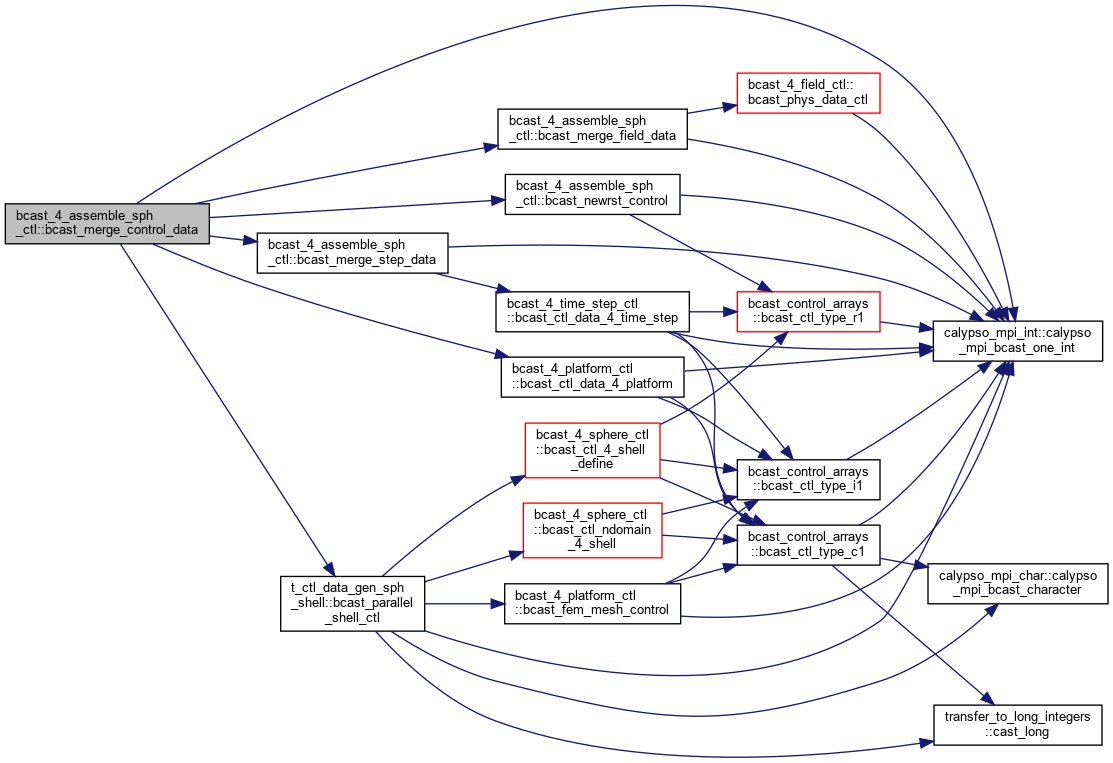 bcast_4_assemble_sph
_ctl::bcast_merge_control_data
bcast_4_assemble_sph
_ctl::bcast_merge_field_data
bcast_4_field_ctl::
bcast_phys_data_ctl
bcast_4_assemble_sph
_ctl::bcast_newrst_control
bcast_4_assemble_sph
_ctl::bcast_merge_step_data
bcast_4_time_step_ctl
::bcast_ctl_data_4_time_step
bcast_control_arrays
::bcast_ctl_type_r1
calypso_mpi_int::calypso
_mpi_bcast_one_int
bcast_4_platform_ctl
::bcast_ctl_data_4_platform
bcast_4_sphere_ctl
::bcast_ctl_4_shell
_define
bcast_control_arrays
::bcast_ctl_type_i1
bcast_4_sphere_ctl
::bcast_ctl_ndomain
_4_shell
bcast_control_arrays
::bcast_ctl_type_c1
t_ctl_data_gen_sph
_shell::bcast_parallel
_shell_ctl
bcast_4_platform_ctl
::bcast_fem_mesh_control
calypso_mpi_char::calypso
_mpi_bcast_character
transfer_to_long_integers
::cast_long